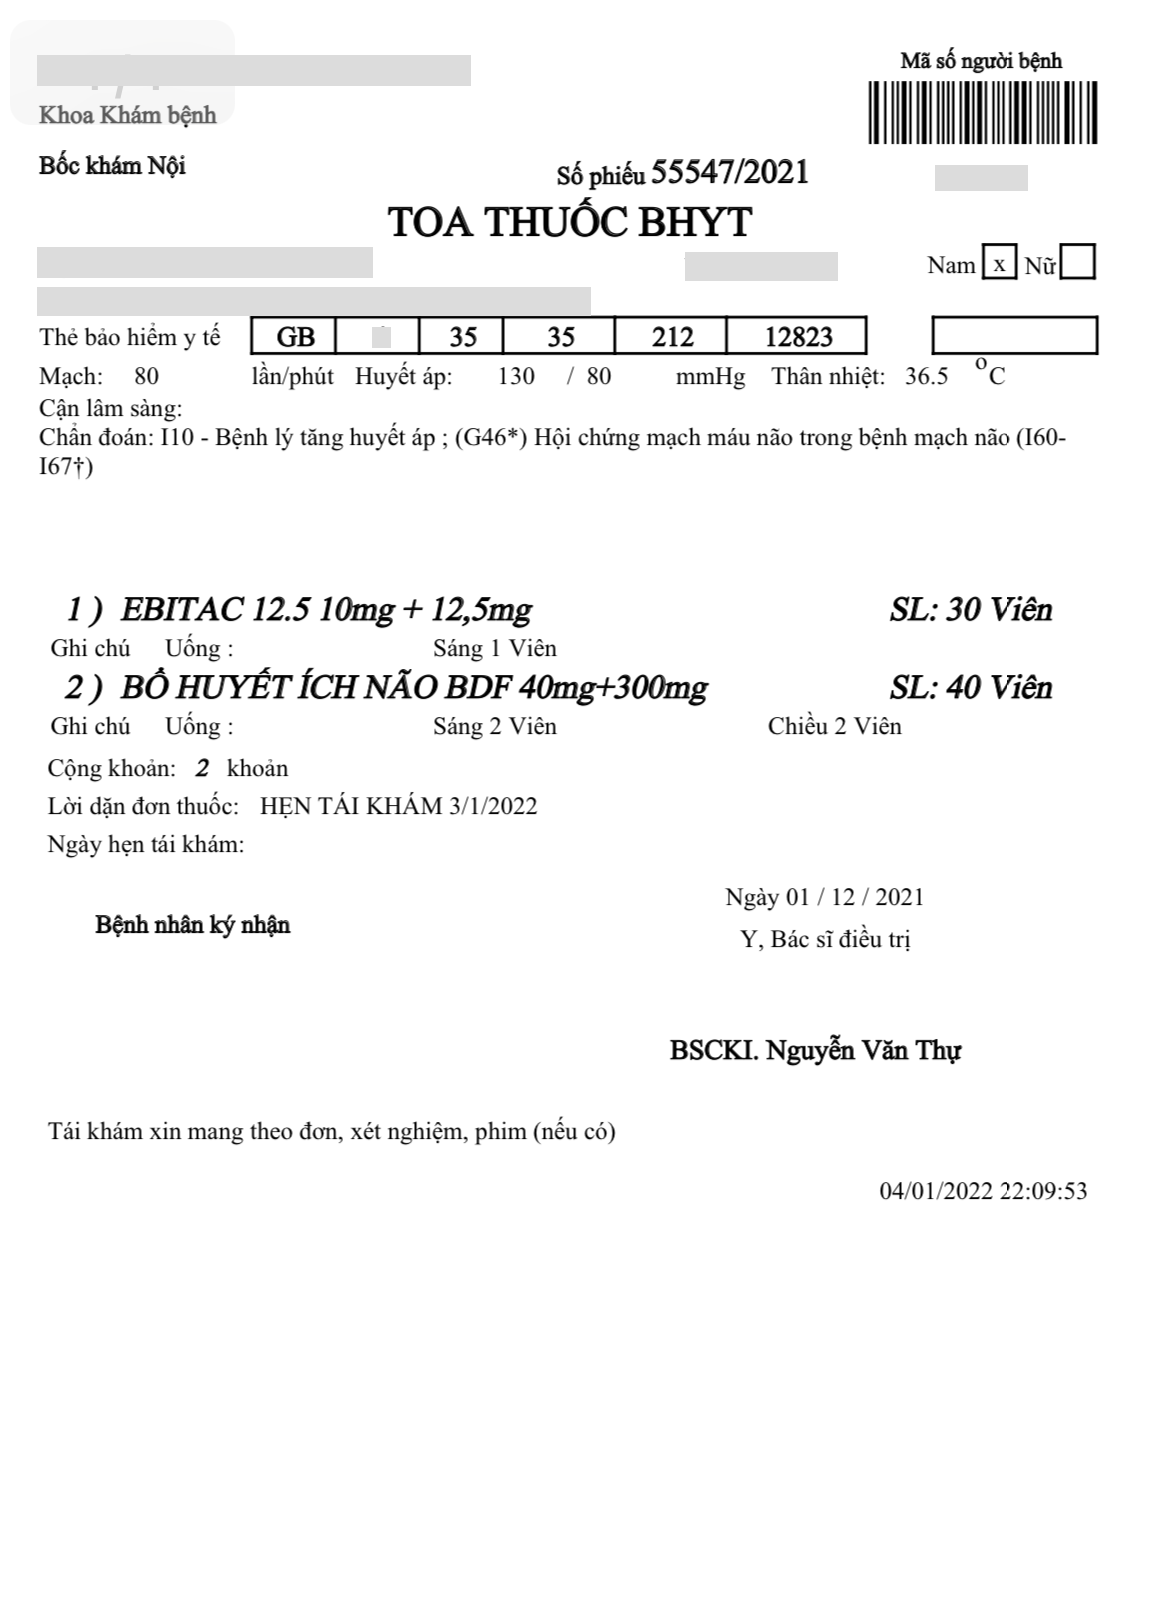 Mã số người bệnh
Khoa Khám bệnh
Bốc khám Nội
Số phiếu 55547/2021
TOA THUỐC BHYT
Nam x Nữ
Thẻ bảo hiểm y tế GB 35 35 212 12823
Mạch: 80 lần/phút Huyết áp: 130 / 80 mmHg Thân nhiệt: 36.5 °C
Cận lâm sàng:
Chẩn đoán: I10 - Bệnh lý tăng huyết áp ; (G46*) Hội chứng mạch máu não trong bệnh mạch não (I60-
I67†)
1 ) EBITAC 12.5 10mg + 12,5mg SL: 30 Viên
Ghi chú Uống : Sáng 1 Viên
2 ) BỔ HUYẾT ÍCH NÃO BDF 40mg+300mg SL: 40 Viên
Ghi chú Uống : Sáng 2 Viên Chiều 2 Viên
Cộng khoản: 2 khoản
Lời dặn đơn thuốc: HẸN TÁI KHÁM 3/1/2022
Ngày hẹn tái khám:
Ngày 01 / 12 / 2021
Bệnh nhân ký nhận
Y, Bác sĩ điều trị
BSCKI. Nguyễn Văn Thự
Tái khám xin mang theo đơn, xét nghiệm, phim (nếu có)
04/01/2022 22:09:53